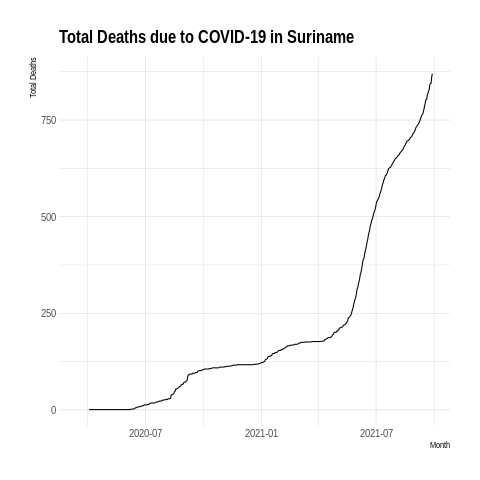 Total Deaths due to COVID-19 in Suriname
Total Deaths
750
500
250
0
2020-07
2021-01
2021-07
Month